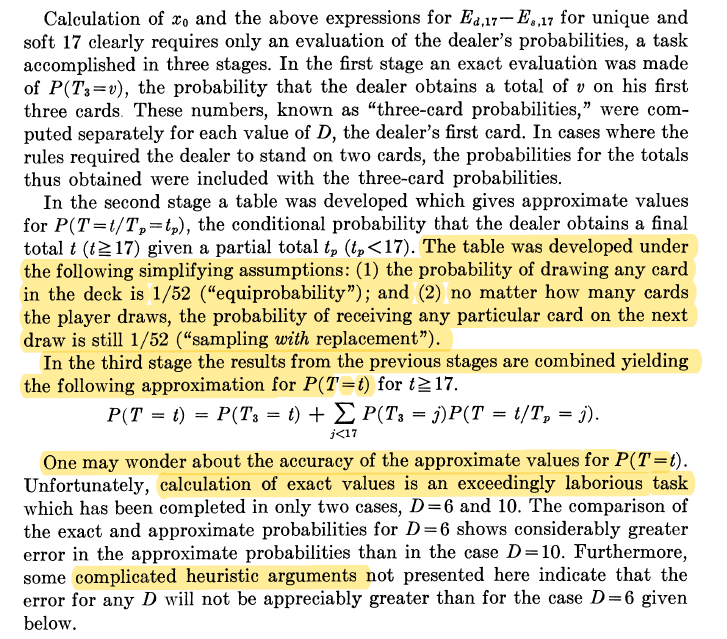 Calculation of x₀ and the above expressions for E_{d,17}−E_{s,17} for unique and
soft 17 clearly requires only an evaluation of the dealer's probabilities, a task
accomplished in three stages. In the first stage an exact evaluation was made
of P(T₃=v), the probability that the dealer obtains a total of v on his first
three cards. These numbers, known as "three-card probabilities," were com-
puted separately for each value of D, the dealer's first card. In cases where the
rules required the dealer to stand on two cards, the probabilities for the totals
thus obtained were included with the three-card probabilities.
In the second stage a table was developed which gives approximate values
for P(T=t/T_p=t_p), the conditional probability that the dealer obtains a final
total t (t≧17) given a partial total t_p (t_p<17). The table was developed under
the following simplifying assumptions: (1) the probability of drawing any card
in the deck is 1/52 ("equiprobability"); and (2) no matter how many cards
the player draws, the probability of receiving any particular card on the next
draw is still 1/52 ("sampling with replacement").
In the third stage the results from the previous stages are combined yielding
the following approximation for P(T=t) for t≧17.
P(T = t) = P(T₃ = t) + ∑_{j<17} P(T₃ = j)P(T = t/T_p = j).
One may wonder about the accuracy of the approximate values for P(T=t).
Unfortunately, calculation of exact values is an exceedingly laborious task
which has been completed in only two cases, D=6 and 10. The comparison of
the exact and approximate probabilities for D=6 shows considerably greater
error in the approximate probabilities than in the case D=10. Furthermore,
some complicated heuristic arguments not presented here indicate that the
error for any D will not be appreciably greater than for the case D=6 given
below.